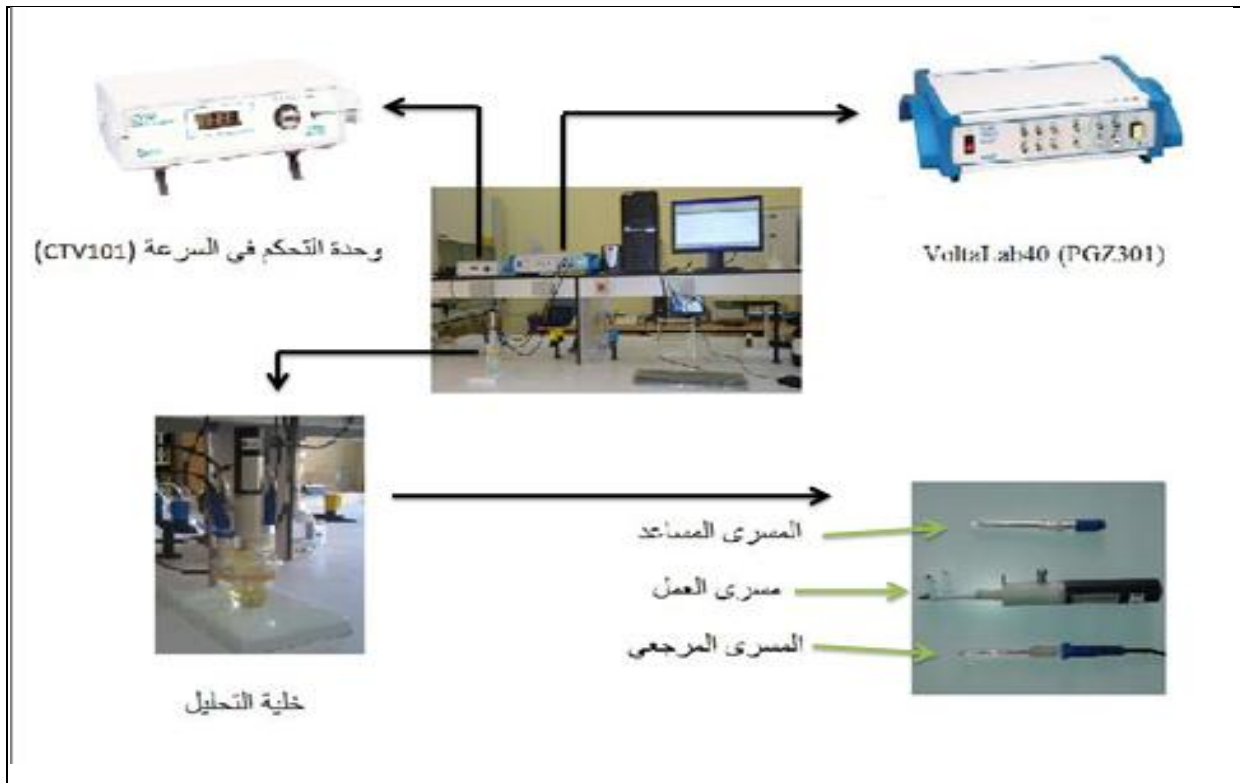 وحدة التحكم في السرعة (CTV101)
VoltaLab40 (PGZ301)
المسرى المساعد
مسرى العمل
المسرى المرجعي
خلية التحليل